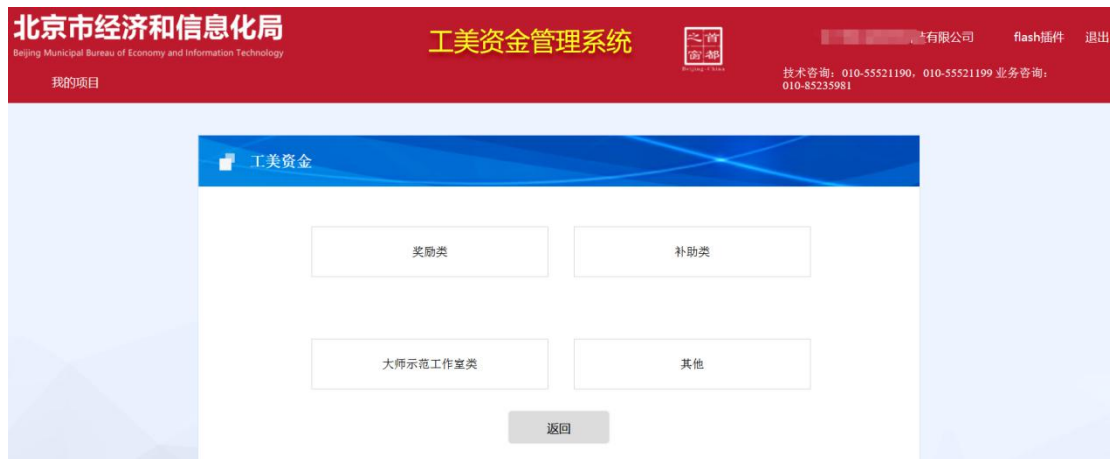 北京市经济和信息化局
Beijing Municipal Bureau of Economy and Information Technology
工美资金管理系统
首都之窗
Beijing-China
有限公司
flash插件
退出
我的项目
技术咨询：010-55521190，010-55521199 业务咨询：
010-85235981
工美资金
奖励类
补助类
大师示范工作室类
其他
返回